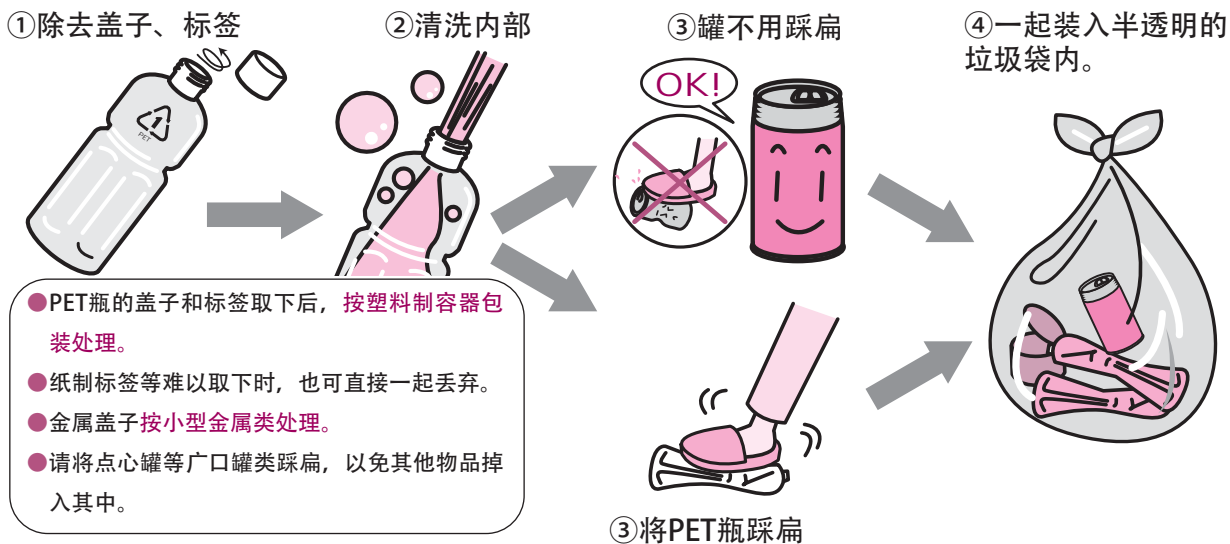 ①除去盖子、标签
②清洗内部
③罐不用踩扁
④一起装入半透明的
垃圾袋内。
OK!
1
PET
●PET瓶的盖子和标签取下后，按塑料制容器包
装处理。
●纸制标签等难以取下时，也可直接一起丢弃。
●金属盖子按小型金属类处理。
●请将点心罐等广口罐类踩扁，以免其他物品掉
入其中。
③将PET瓶踩扁